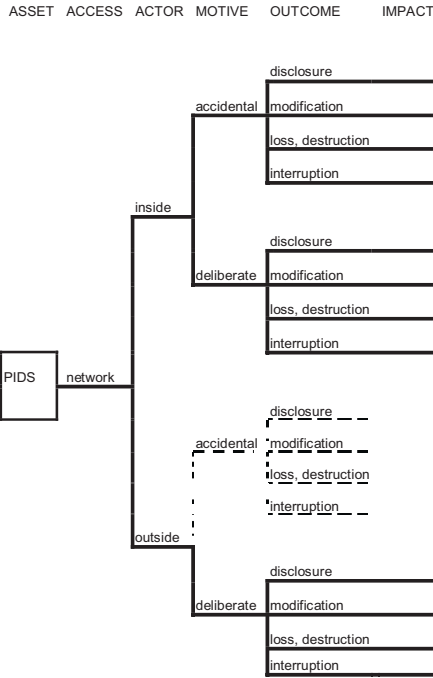 ASSET ACCESS ACTOR MOTIVE OUTCOME IMPACT
disclosure
accidental modification
loss, destruction
interruption
inside
disclosure
deliberate modification
loss, destruction
interruption
PIDS network
disclosure
accidental modification
loss, destruction
interruption
outside
disclosure
deliberate modification
loss, destruction
interruption